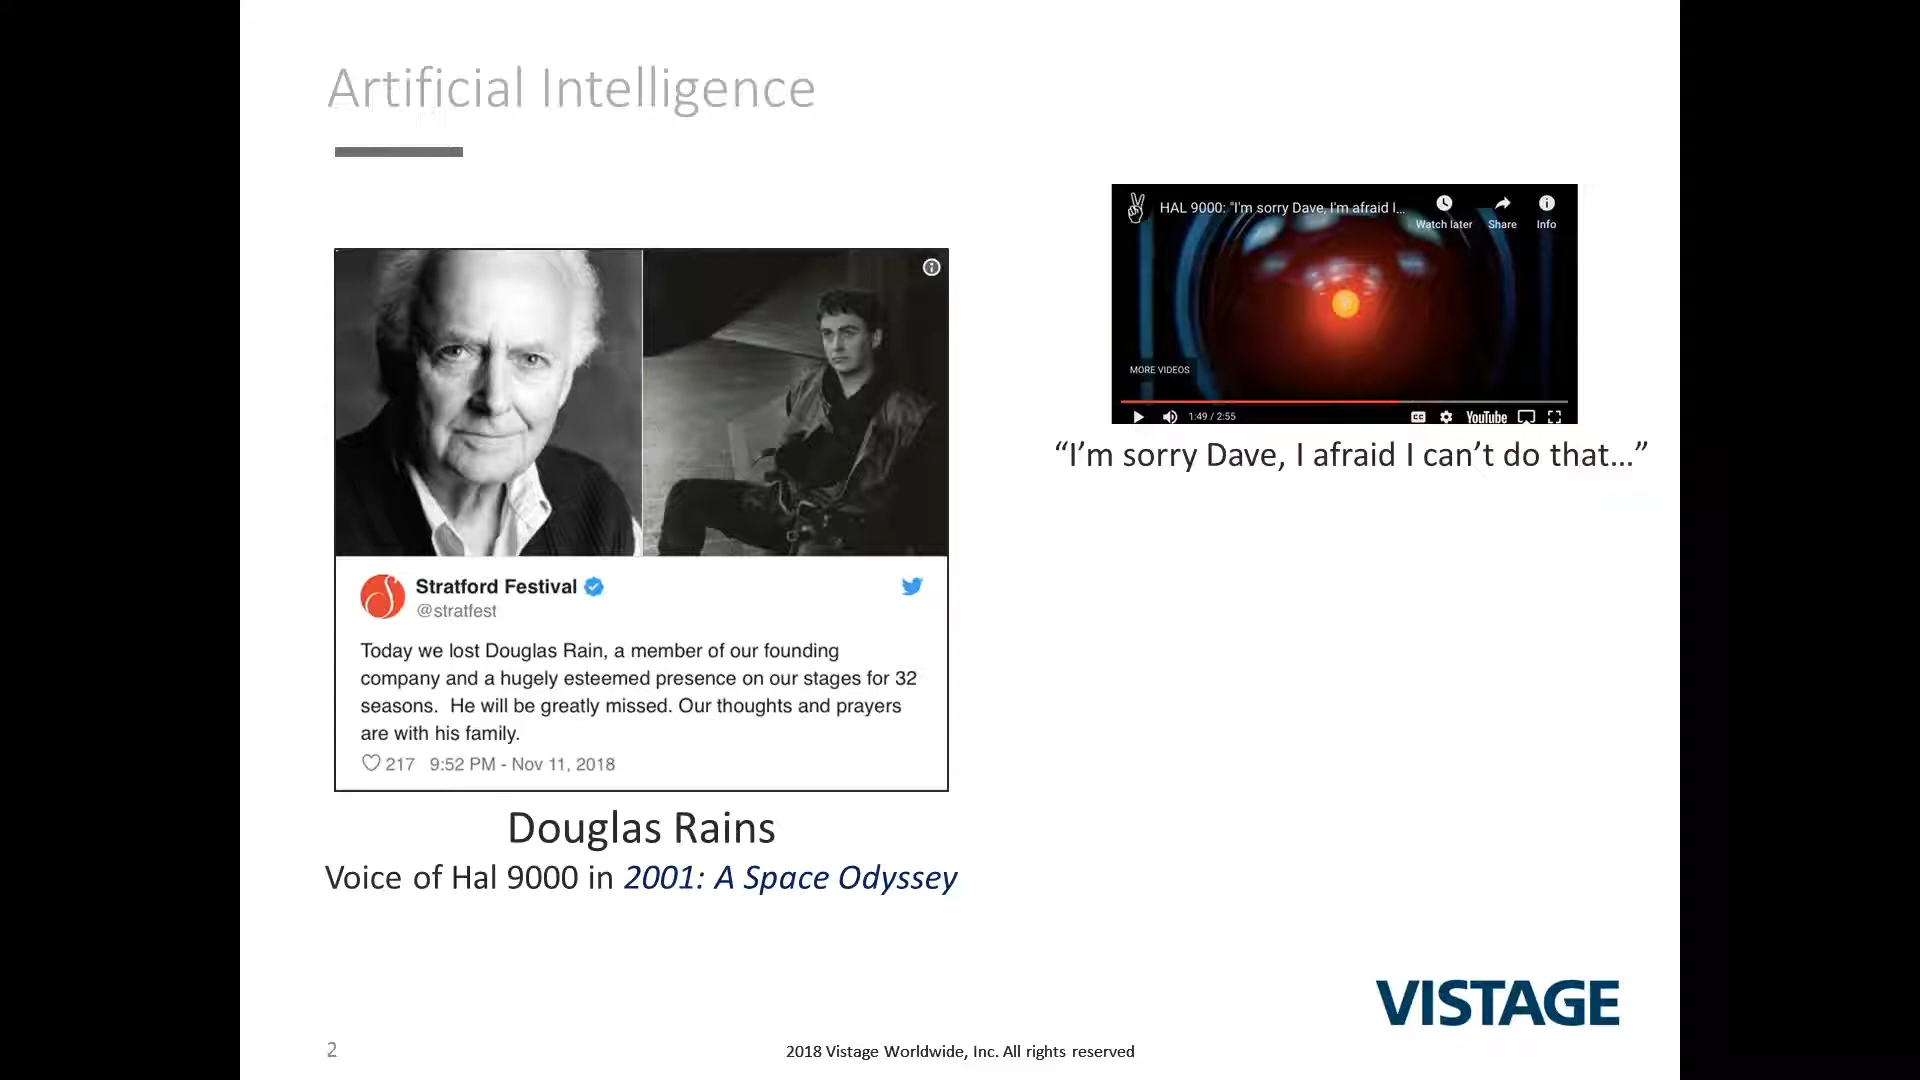 Artificial Intelligence
HAL 9000: "I'm sorry Dave, I'm afraid I...
Watch later
Share
Info
MORE VIDEOS
1:49 / 2:55
CC
YouTube
“I’m sorry Dave, I afraid I can’t do that…”
Stratford Festival
@stratfest
Today we lost Douglas Rain, a member of our founding
company and a hugely esteemed presence on our stages for 32
seasons. He will be greatly missed. Our thoughts and prayers
are with his family.
217 9:52 PM - Nov 11, 2018
Douglas Rains
Voice of Hal 9000 in 2001: A Space Odyssey
VISTAGE
2
2018 Vistage Worldwide, Inc. All rights reserved